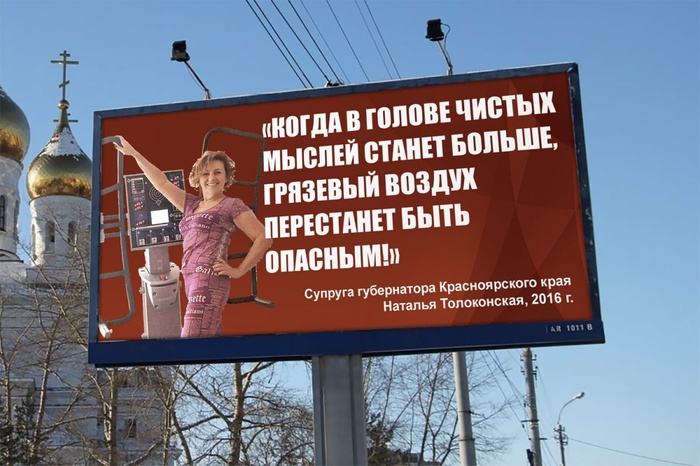 «КОГДА В ГОЛОВЕ ЧИСТЫХ
МЫСЛЕЙ СТАНЕТ БОЛЬШЕ,
ГРЯЗЕВЫЙ ВОЗДУХ
ПЕРЕСТАНЕТ БЫТЬ
ОПАСНЫМ!»
Супруга губернатора Красноярского края
Наталья Толоконская, 2016 г.
AR 1011 B